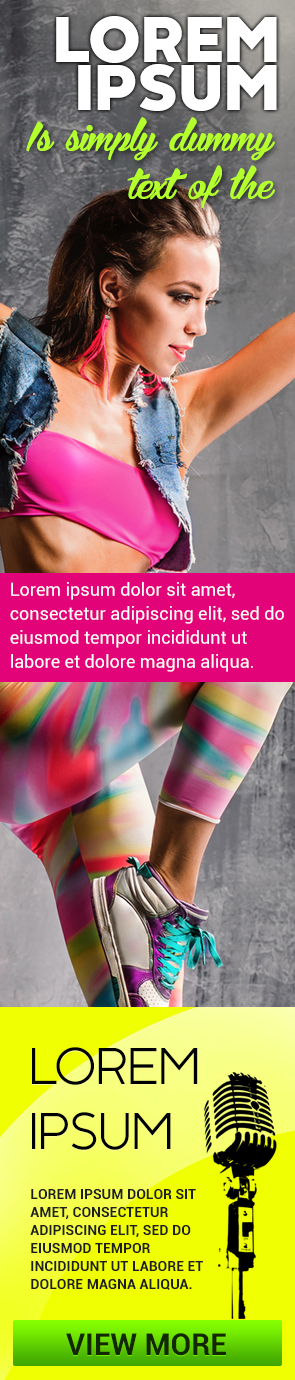 LOREM
IPSUM
Is simply dummy
text of the
Lorem ipsum dolor sit amet,
consectetur adipiscing elit, sed do
eiusmod tempor incididunt ut
labore et dolore magna aliqua.
LOREM
IPSUM
LOREM IPSUM DOLOR SIT
AMET, CONSECTETUR
ADIPISCING ELIT, SED DO
EIUSMOD TEMPOR
INCIDIDUNT UT LABORE ET
DOLORE MAGNA ALIQUA.
VIEW MORE